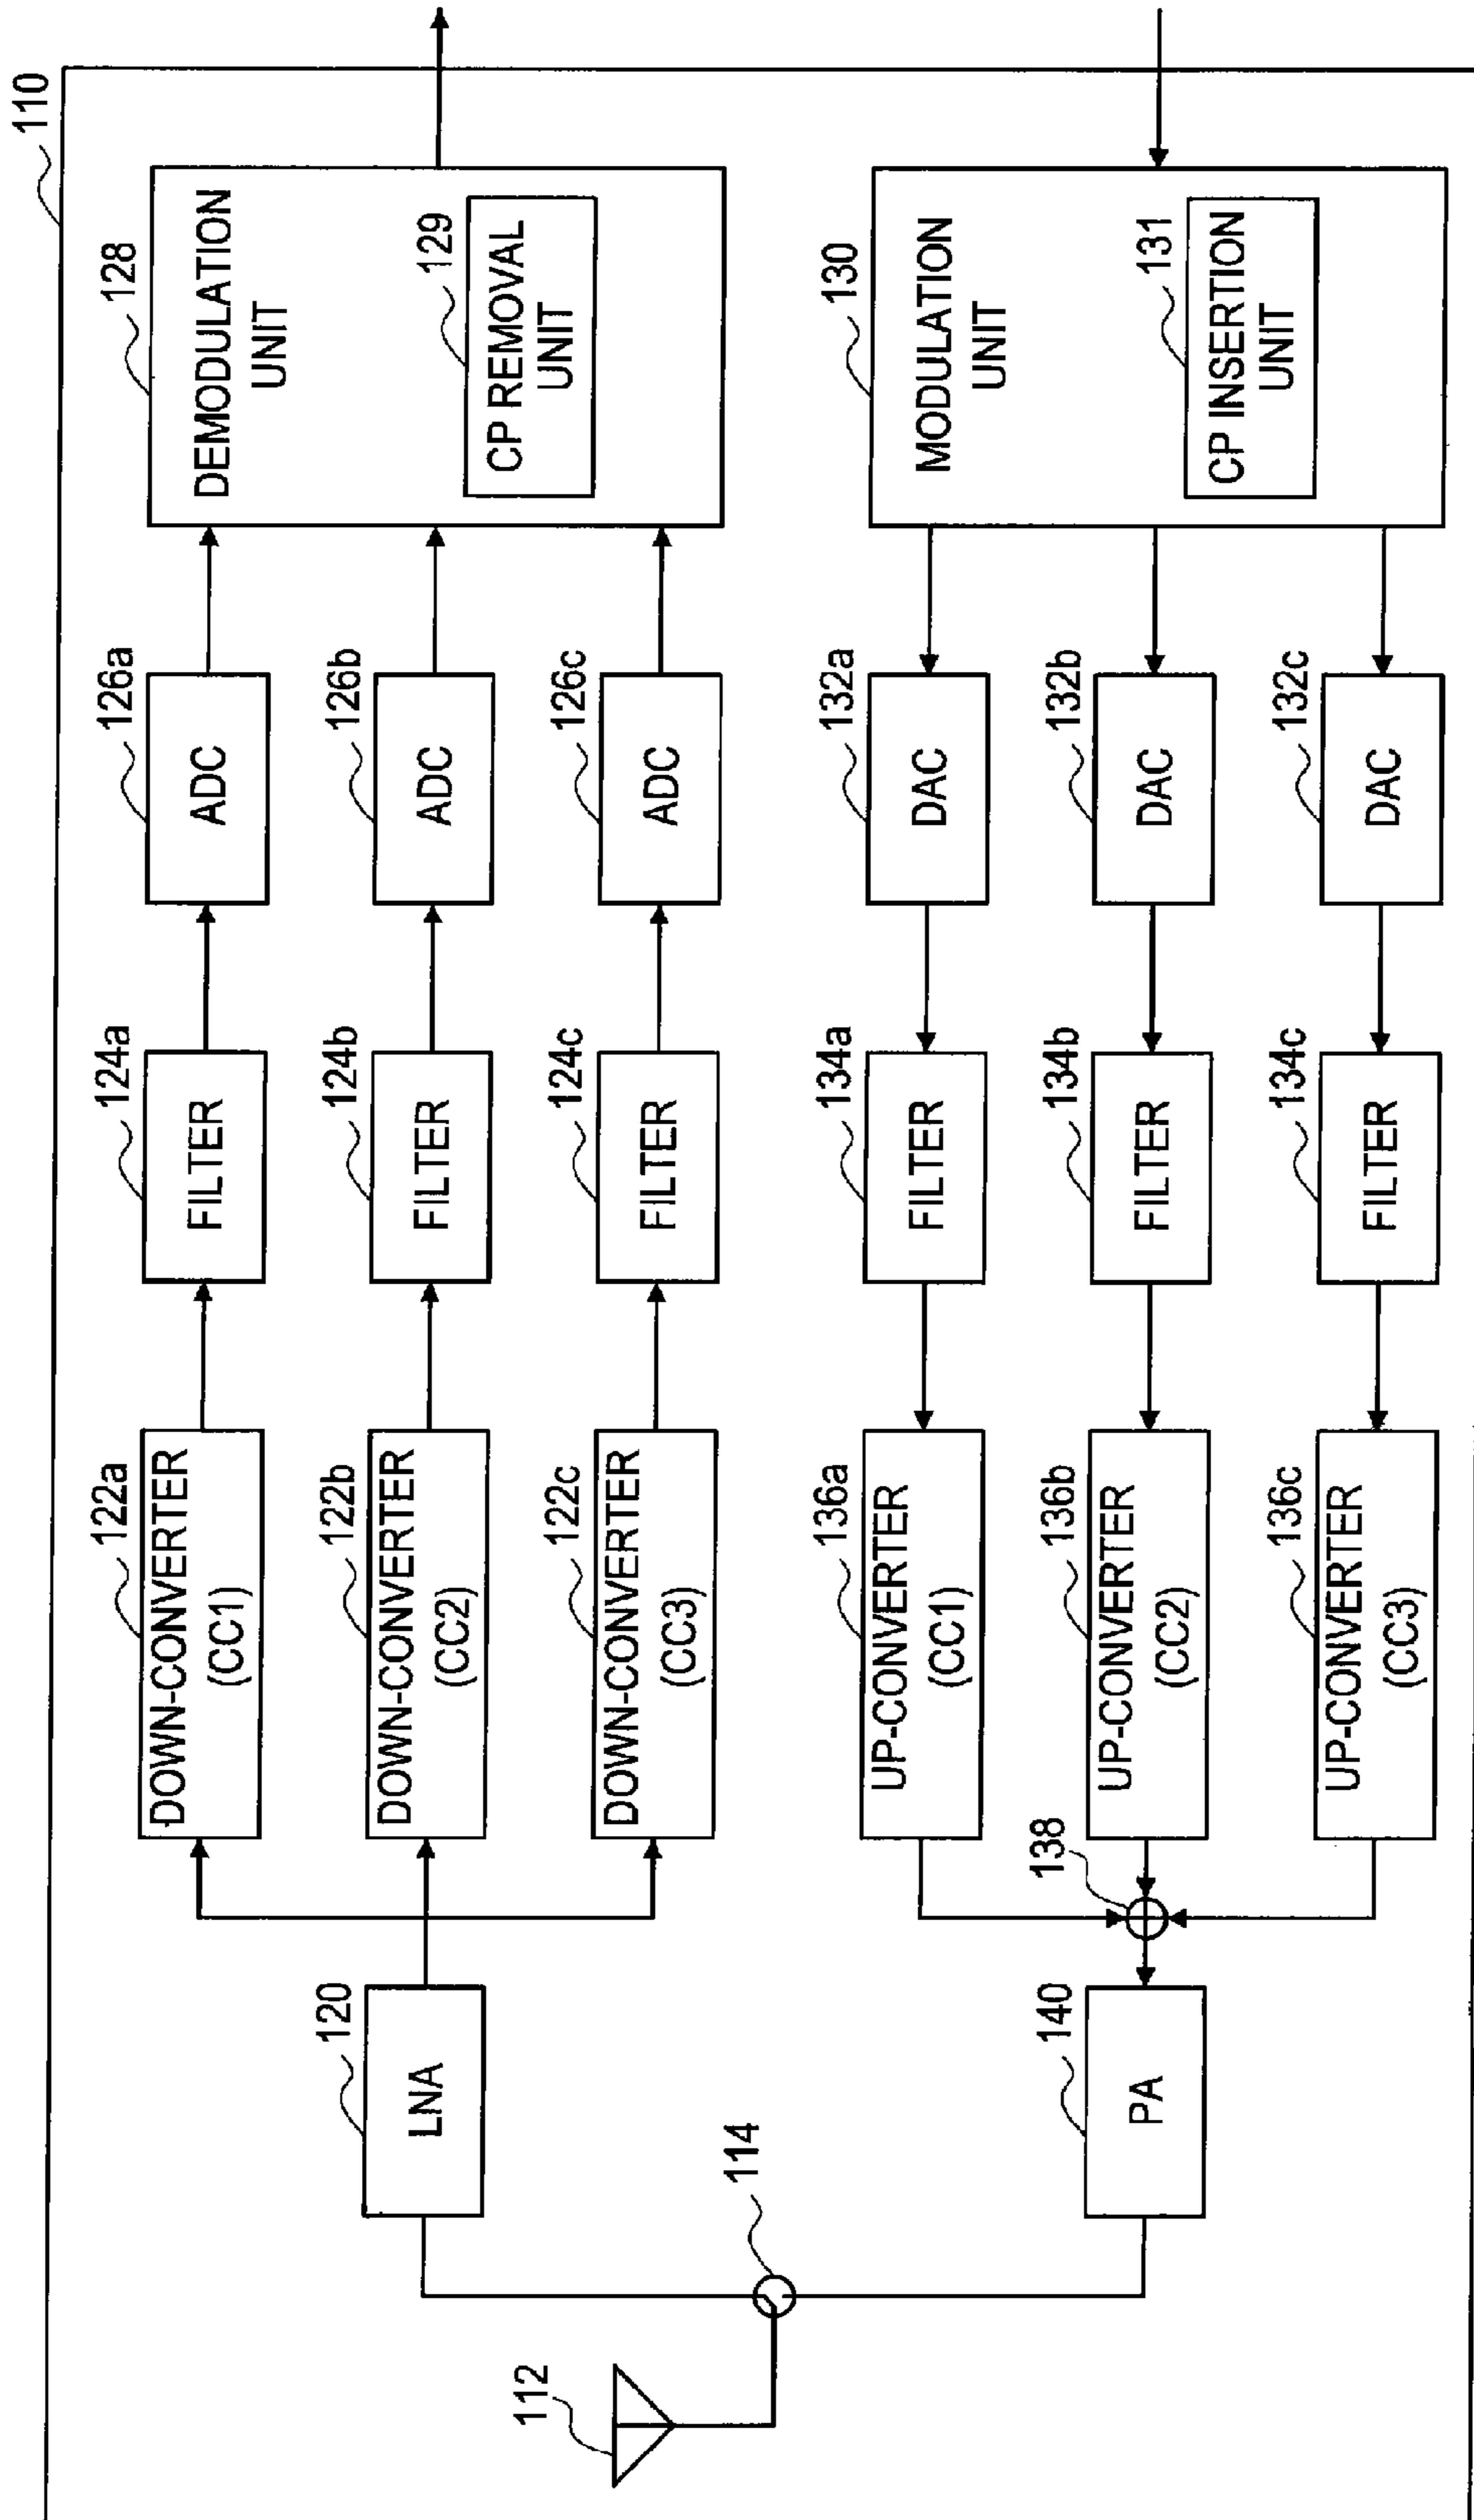 110
112
114
120
LNA
122a
DOWN-CONVERTER
(CC1)
124a
FILTER
126a
ADC
122b
DOWN-CONVERTER
(CC2)
124b
FILTER
126b
ADC
122c
DOWN-CONVERTER
(CC3)
124c
FILTER
126c
ADC
128
DEMODULATION
UNIT
129
CP REMOVAL
UNIT
140
PA
138
136a
UP-CONVERTER
(CC1)
134a
FILTER
132a
DAC
136b
UP-CONVERTER
(CC2)
134b
FILTER
132b
DAC
136c
UP-CONVERTER
(CC3)
134c
FILTER
132c
DAC
130
MODULATION
UNIT
131
CP INSERTION
UNIT